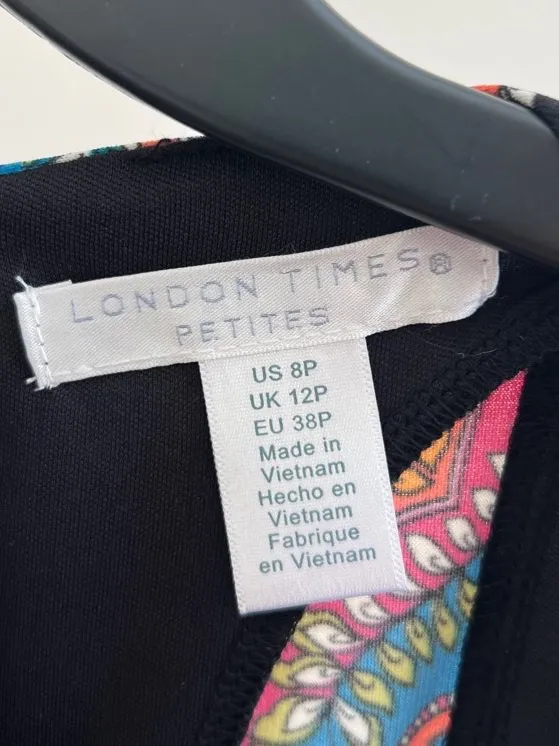 LONDON TIMES®
PETITES
US 8P
UK 12P
EU 38P
Made in
Vietnam
Hecho en
Vietnam
Fabrique
en Vietnam